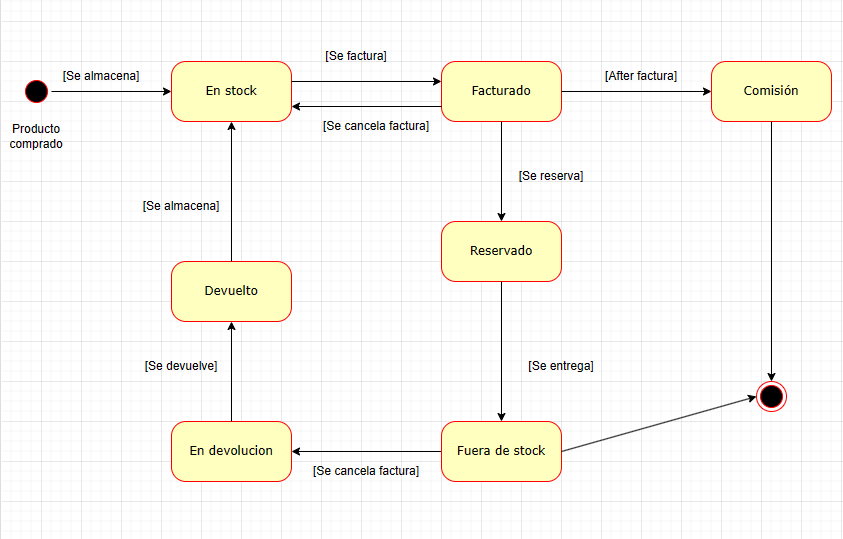 [Se almacena]
En stock
[Se factura]
Facturado
[After factura]
Comisión
[Se cancela factura]
Producto
comprado
[Se reserva]
[Se almacena]
Reservado
Devuelto
[Se devuelve]
[Se entrega]
En devolucion
Fuera de stock
[Se cancela factura]